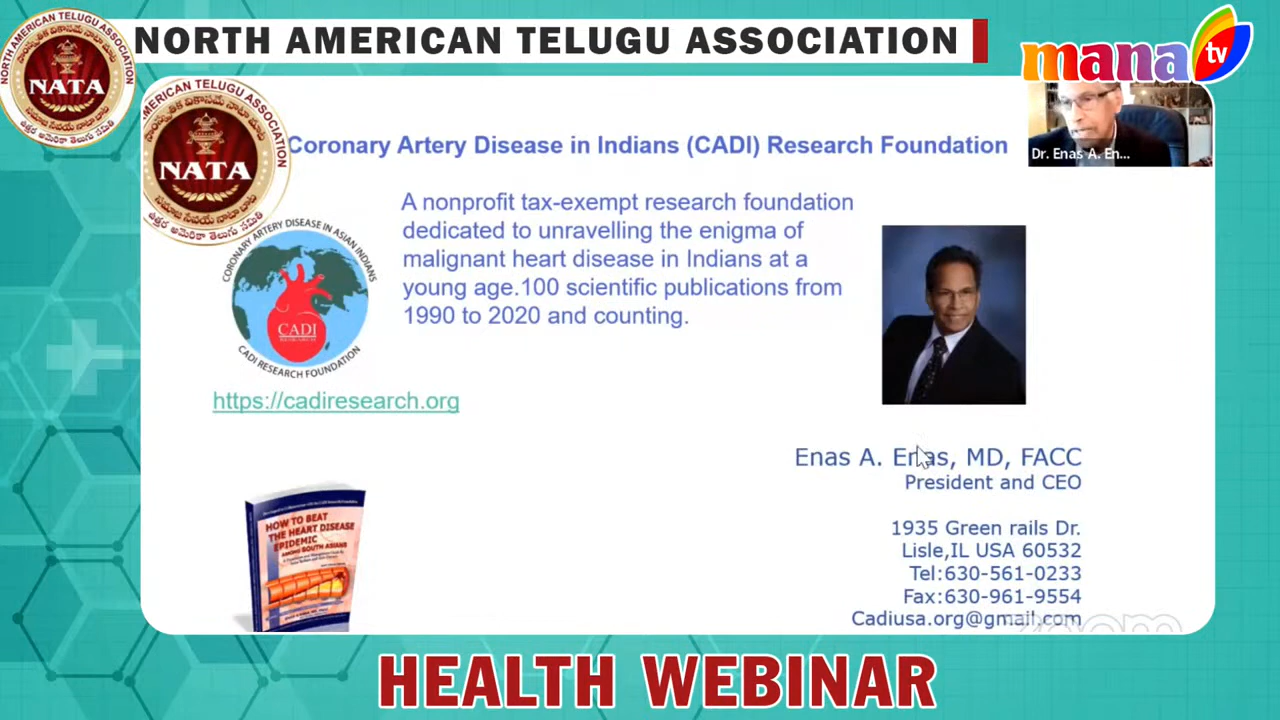 NORTH AMERICAN TELUGU ASSOCIATION
mana tv
NATA
AMERICAN TELUGU ASSOCIATION
NATA
Coronary Artery Disease in Indians (CADI) Research Foundation
Dr. Enas A. En...
A nonprofit tax-exempt research foundation
dedicated to unravelling the enigma of
malignant heart disease in Indians at a
young age.100 scientific publications from
1990 to 2020 and counting.
CORONARY ARTERY DISEASE IN ASIAN INDIANS
CADI
CADI RESEARCH FOUNDATION
https://cadiresearch.org
Enas A. Enas, MD, FACC
President and CEO
1935 Green rails Dr.
Lisle,IL USA 60532
Tel:630-561-0233
Fax:630-961-9554
Cadiusa.org@gmail.com
zoom
HOW TO BEAT
THE HEART DISEASE
EPIDEMIC
AMONG SOUTH ASIANS
HEALTH WEBINAR